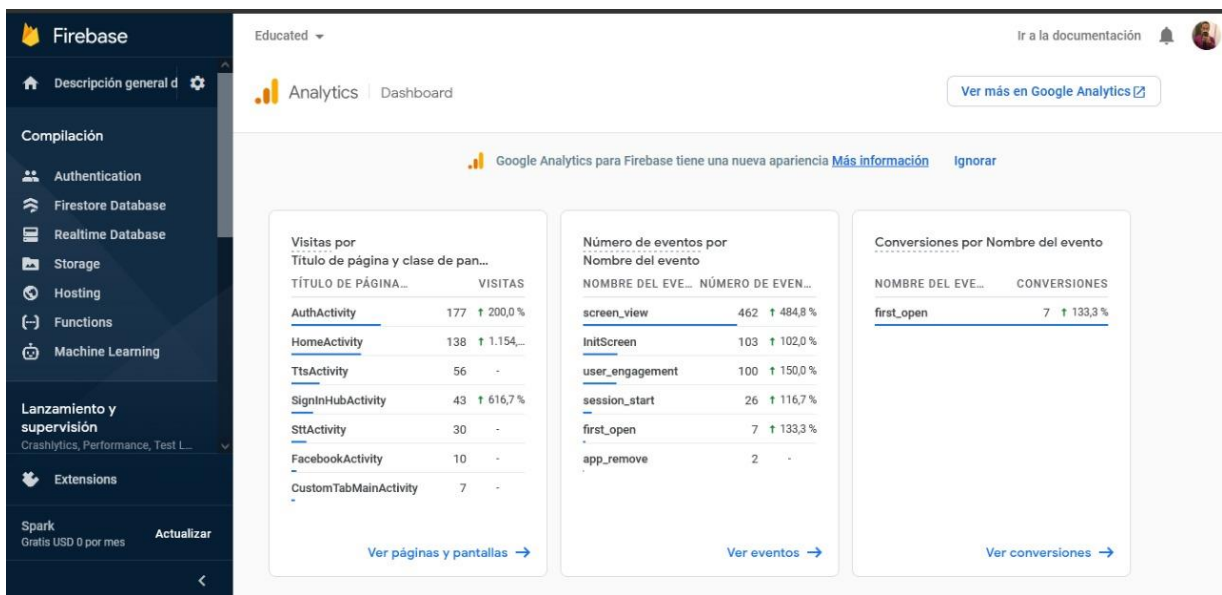 Firebase
Descripción general d
Compilación
Authentication
Firestore Database
Realtime Database
Storage
Hosting
Functions
Machine Learning
Lanzamiento y
supervisión
Crashlytics, Performance, Test L...
Extensions
Spark
Gratis USD 0 por mes
Actualizar
Educated
Ir a la documentación
Analytics
Dashboard
Ver más en Google Analytics
Google Analytics para Firebase tiene una nueva apariencia Más información Ignorar
Visitas por
Título de página y clase de pan...
TÍTULO DE PÁGINA... VISITAS
AuthActivity 177 ↑ 200,0 %
HomeActivity 138 ↑ 1.154,...
TtsActivity 56 -
SignInHubActivity 43 ↑ 616,7 %
SttActivity 30 -
FacebookActivity 10 -
CustomTabMainActivity 7 -
Ver páginas y pantallas →
Número de eventos por
Nombre del evento
NOMBRE DEL EVE... NÚMERO DE EVEN...
screen_view 462 ↑ 484,8 %
InitScreen 103 ↑ 102,0 %
user_engagement 100 ↑ 150,0 %
session_start 26 ↑ 116,7 %
first_open 7 ↑ 133,3 %
app_remove 2 -
Ver eventos →
Conversiones por Nombre del evento
NOMBRE DEL EVE... CONVERSIONES
first_open 7 ↑ 133,3 %
Ver conversiones →